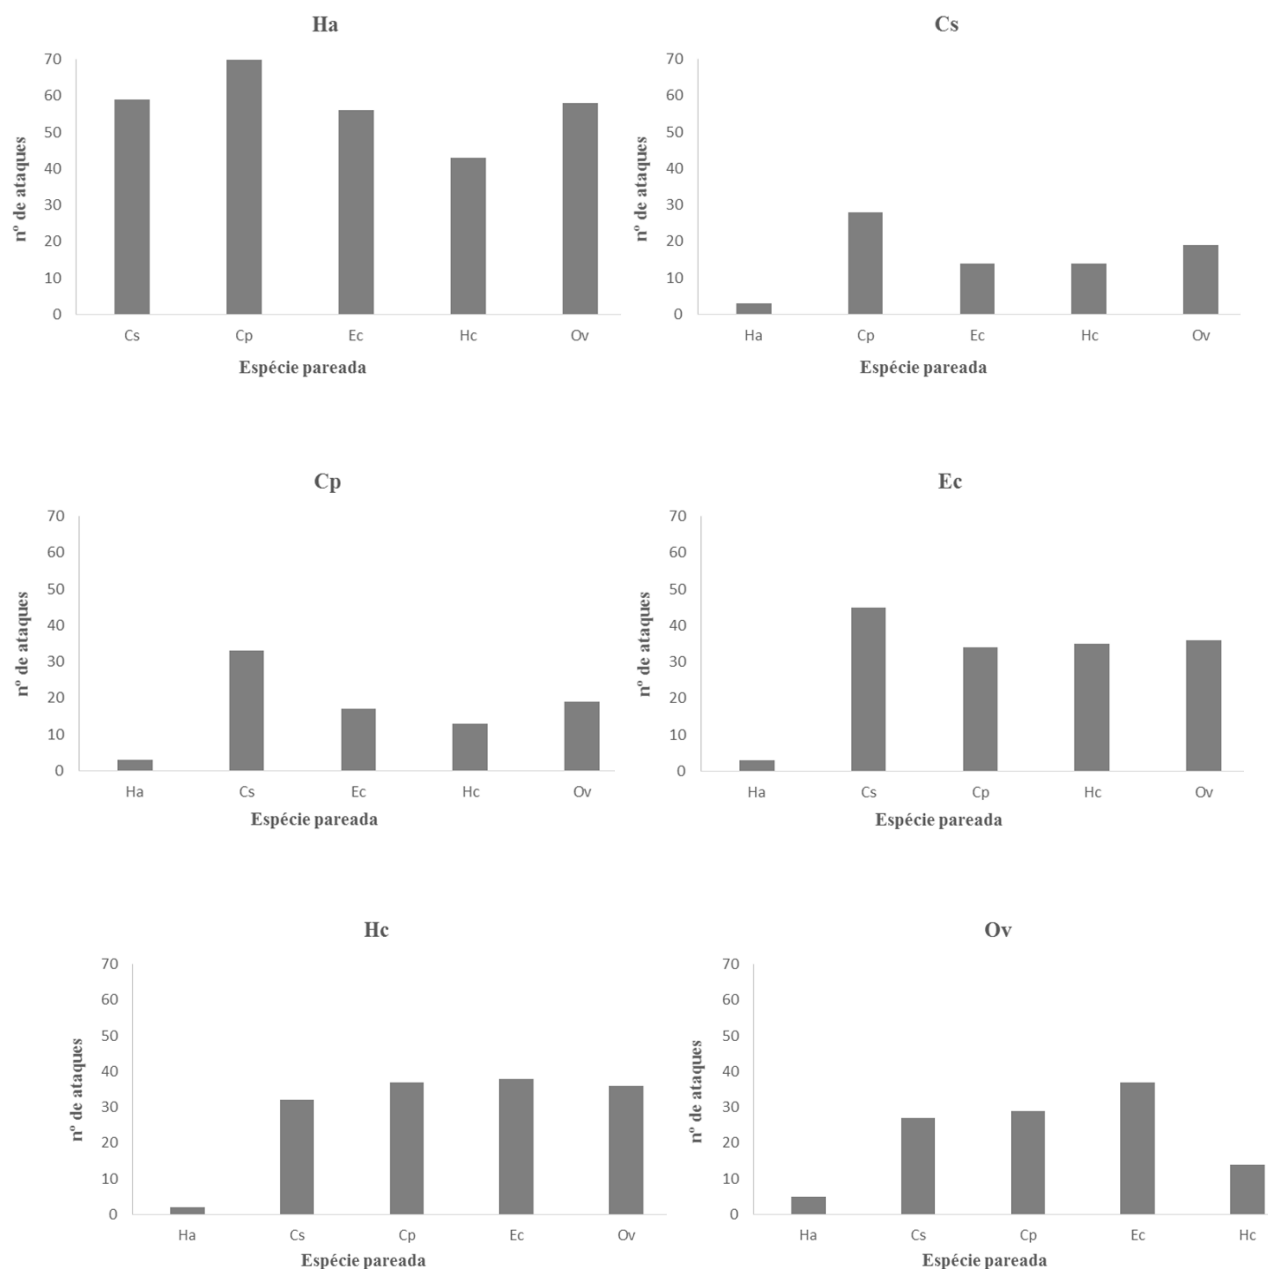 Ha
70
60
50
40
30
20
10
0
nº de ataques
Cs Cp Ec Hc Ov
Espécie pareada
Cs
70
60
50
40
30
20
10
0
nº de ataques
Ha Cp Ec Hc Ov
Espécie pareada
Cp
70
60
50
40
30
20
10
0
nº de ataques
Ha Cs Ec Hc Ov
Espécie pareada
Ec
70
60
50
40
30
20
10
0
nº de ataques
Ha Cs Cp Hc Ov
Espécie pareada
Hc
70
60
50
40
30
20
10
0
nº de ataques
Ha Cs Cp Ec Ov
Espécie pareada
Ov
70
60
50
40
30
20
10
0
nº de ataques
Ha Cs Cp Ec Hc
Espécie pareada